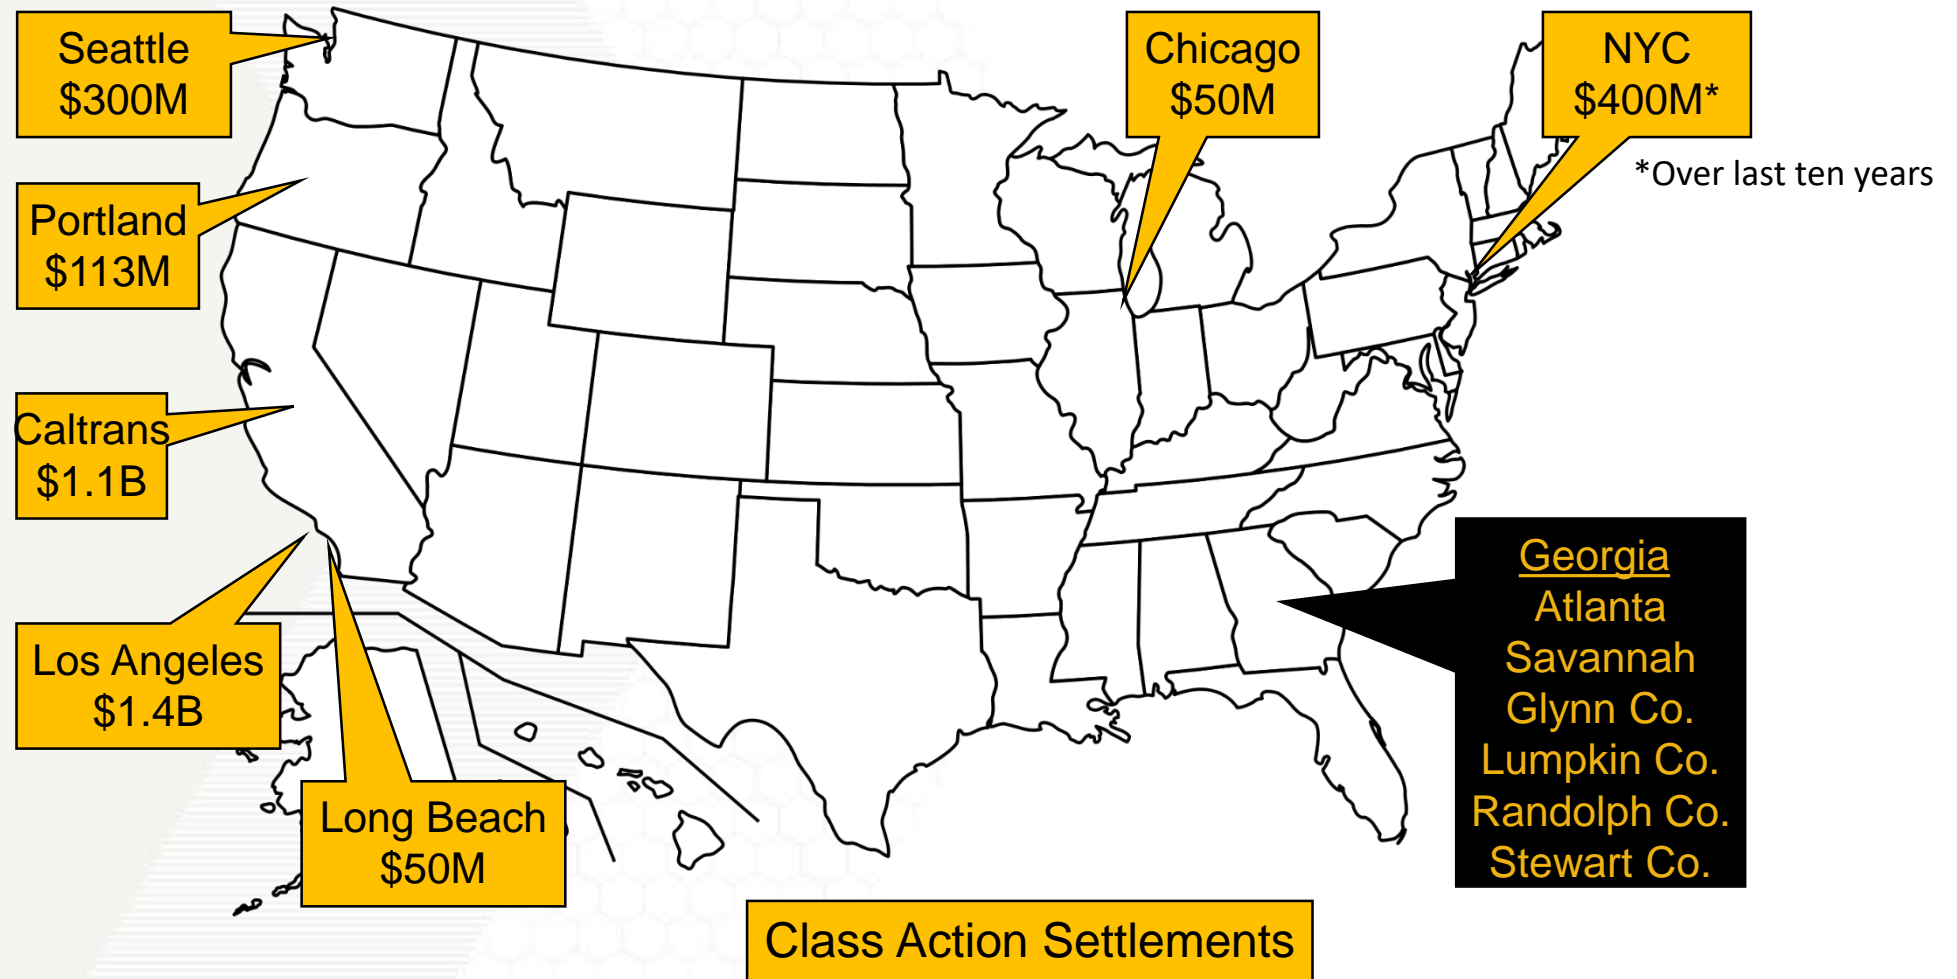 Seattle
$300M
Chicago
$50M
NYC
$400M*
*Over last ten years
Portland
$113M
Caltrans
$1.1B
Los Angeles
$1.4B
Long Beach
$50M
Georgia
Atlanta
Savannah
Glynn Co.
Lumpkin Co.
Randolph Co.
Stewart Co.
Class Action Settlements